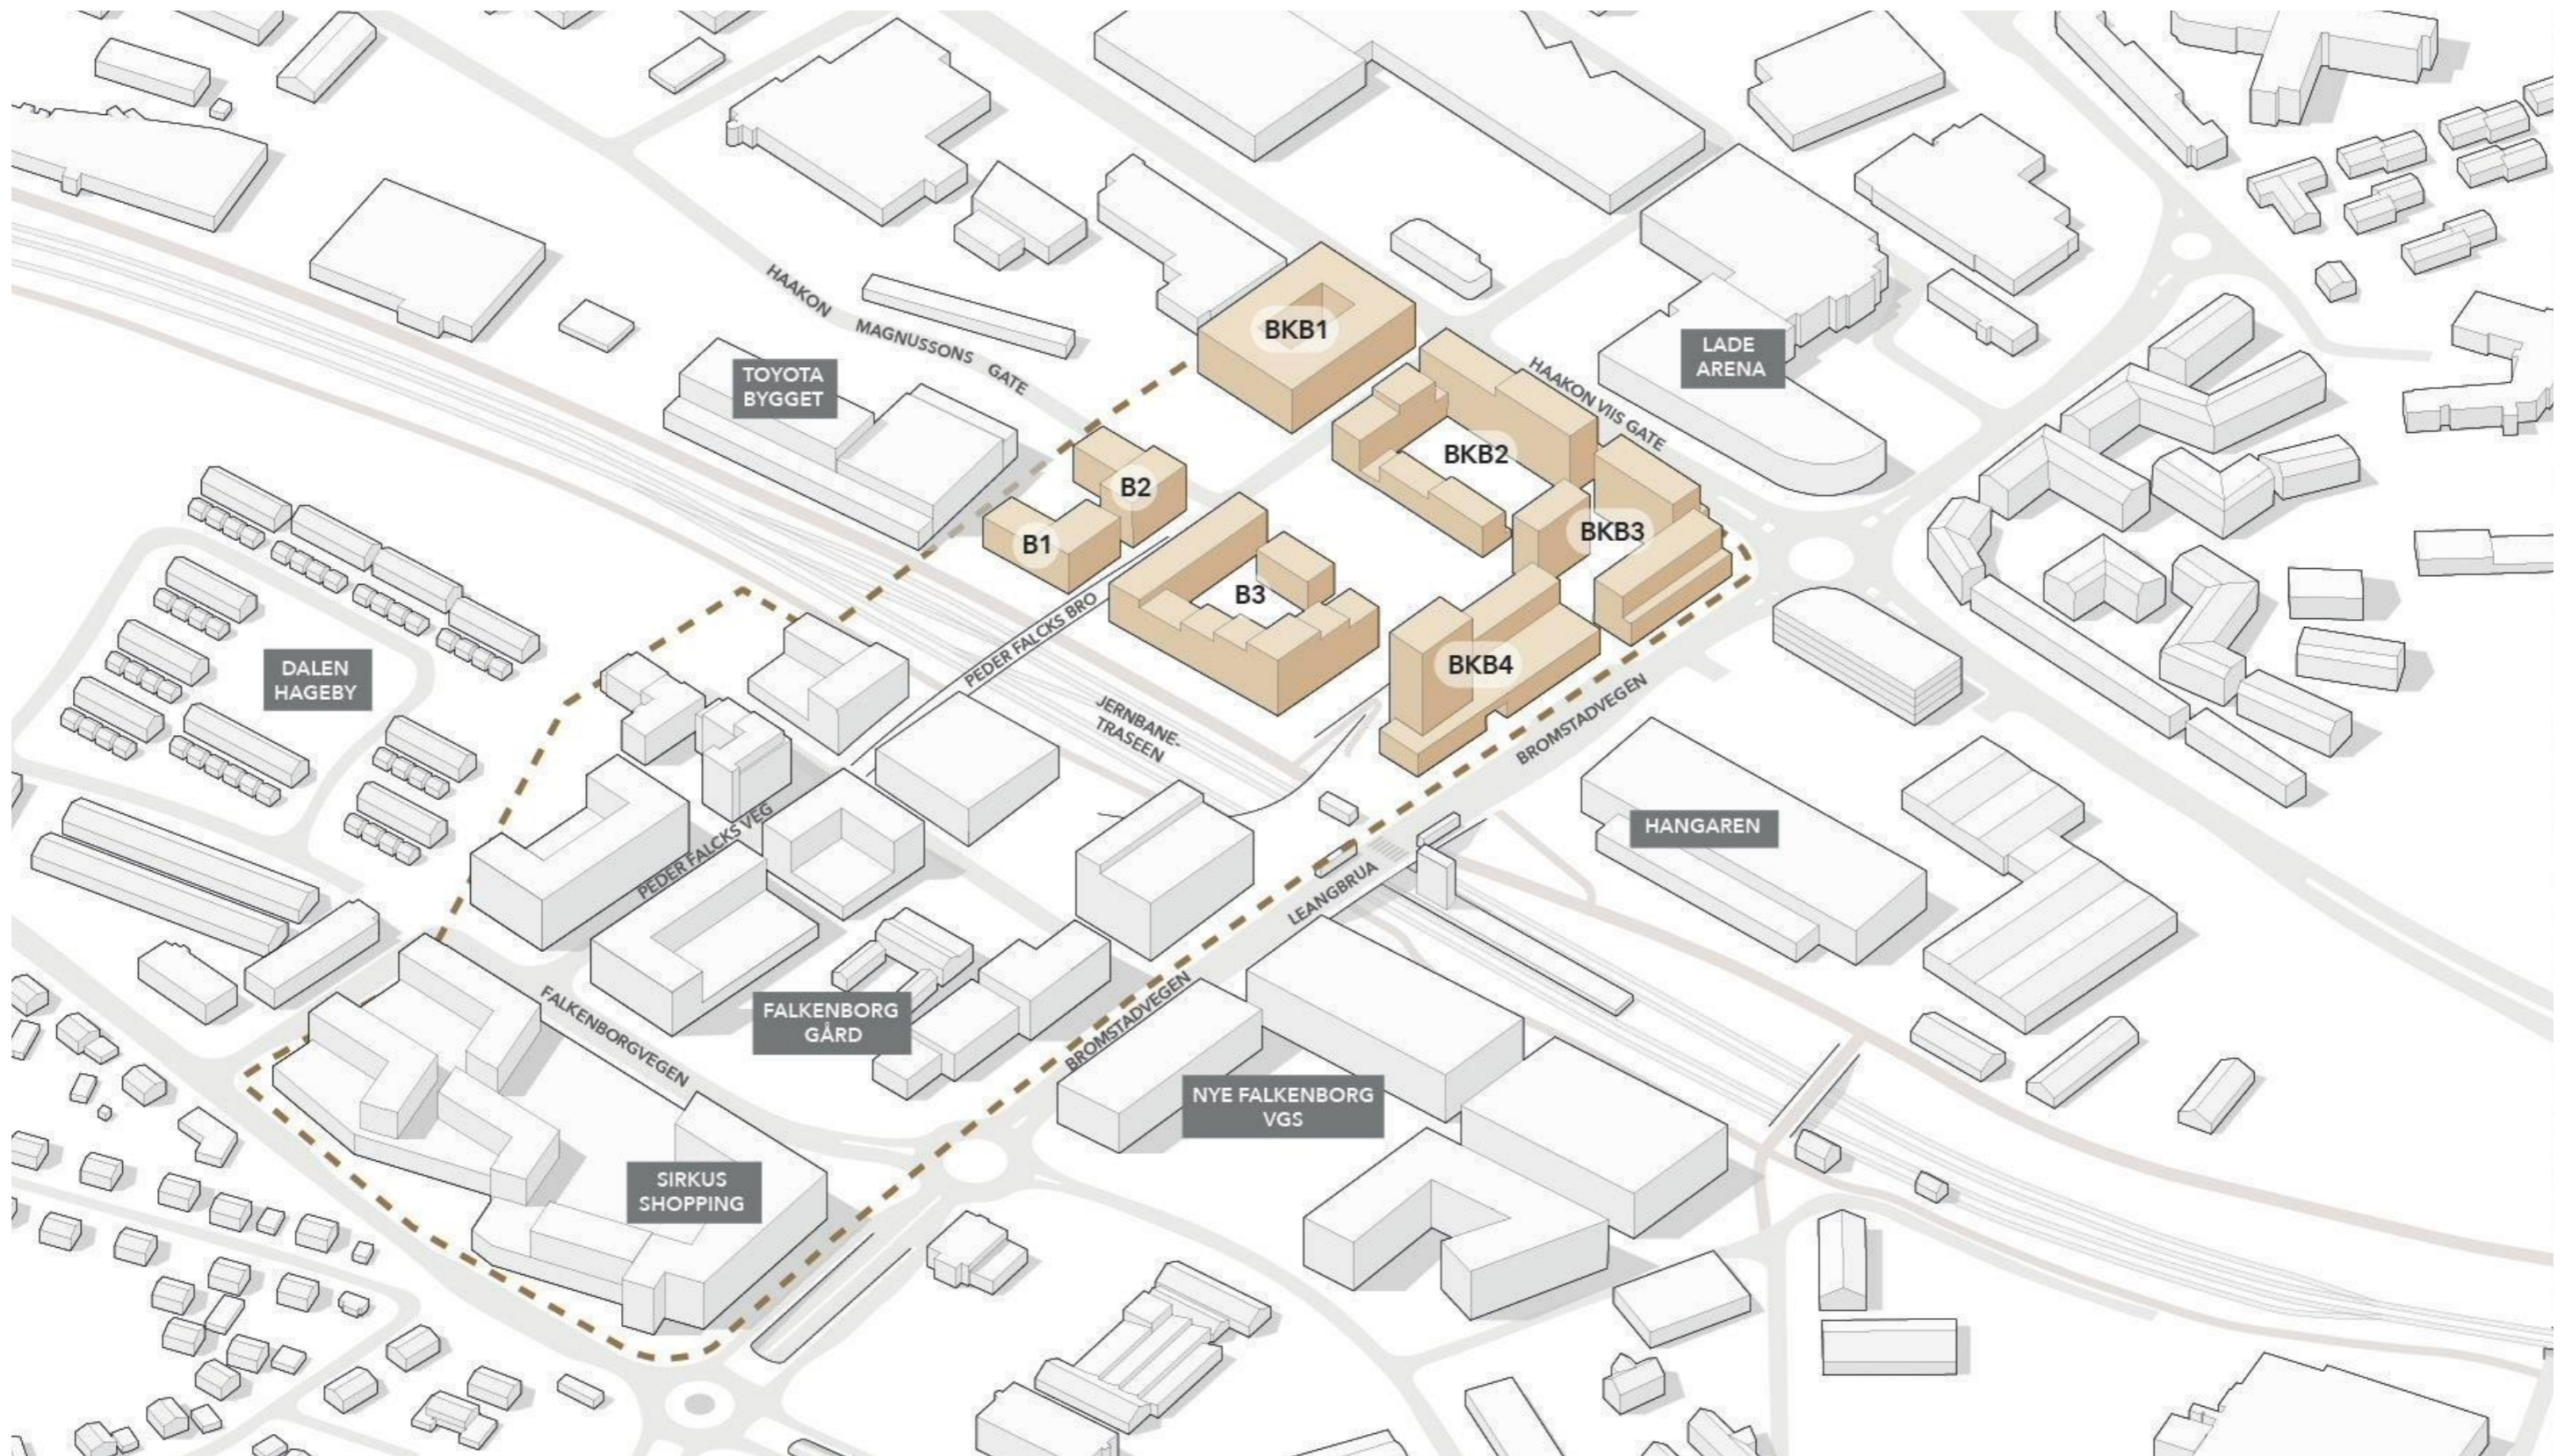 HAAKON MAGNUSSONS GATE
BKB1
LADE
ARENA
TOYOTA
BYGGET
HAAKON VIIS GATE
BKB2
B2
BKB3
B1
B3
PEDER FALCKS BRO
BKB4
DALEN
HAGEBY
JERNBANE-
TRASEEN
BROMSTADVEGEN
HANGAREN
PEDER FALCKS VEG
LEANGBRUA
FALKENBORG
GÅRD
BROMSTADVEGEN
FALKENBORGVEGEN
NYE FALKENBORG
VGS
SIRKUS
SHOPPING